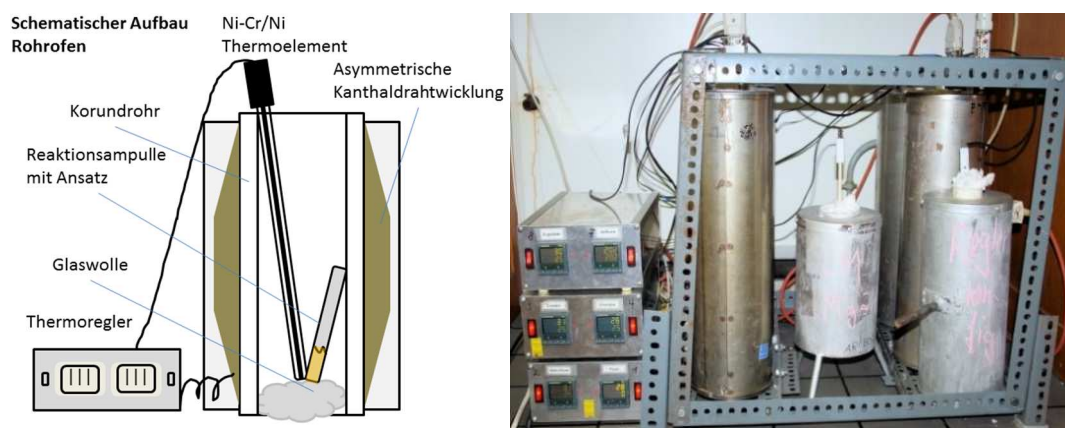 Schematischer Aufbau
Rohrofen
Ni-Cr/Ni
Thermoelement
Asymmetrische
Kanthaldrahtwicklung
Korundrohr
Reaktionsampulle
mit Ansatz
Glaswolle
Thermoregler